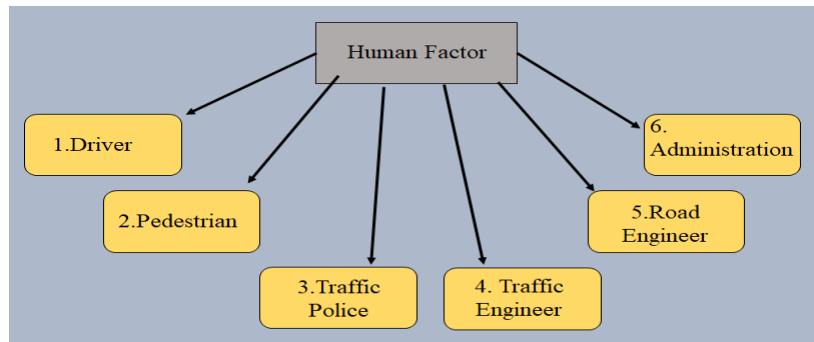 Human Factor
1.Driver
2.Pedestrian
3.Traffic
Police
4. Traffic
Engineer
5.Road
Engineer
6.
Administration